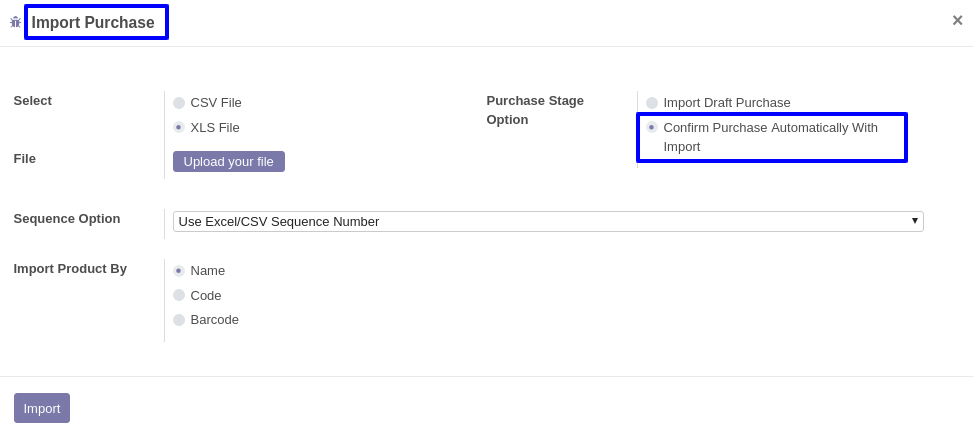 Import Purchase
×
Select
CSV File
XLS File
Purchase Stage
Option
Import Draft Purchase
Confirm Purchase Automatically With
Import
File
Upload your file
Sequence Option
Use Excel/CSV Sequence Number
Import Product By
Name
Code
Barcode
Import